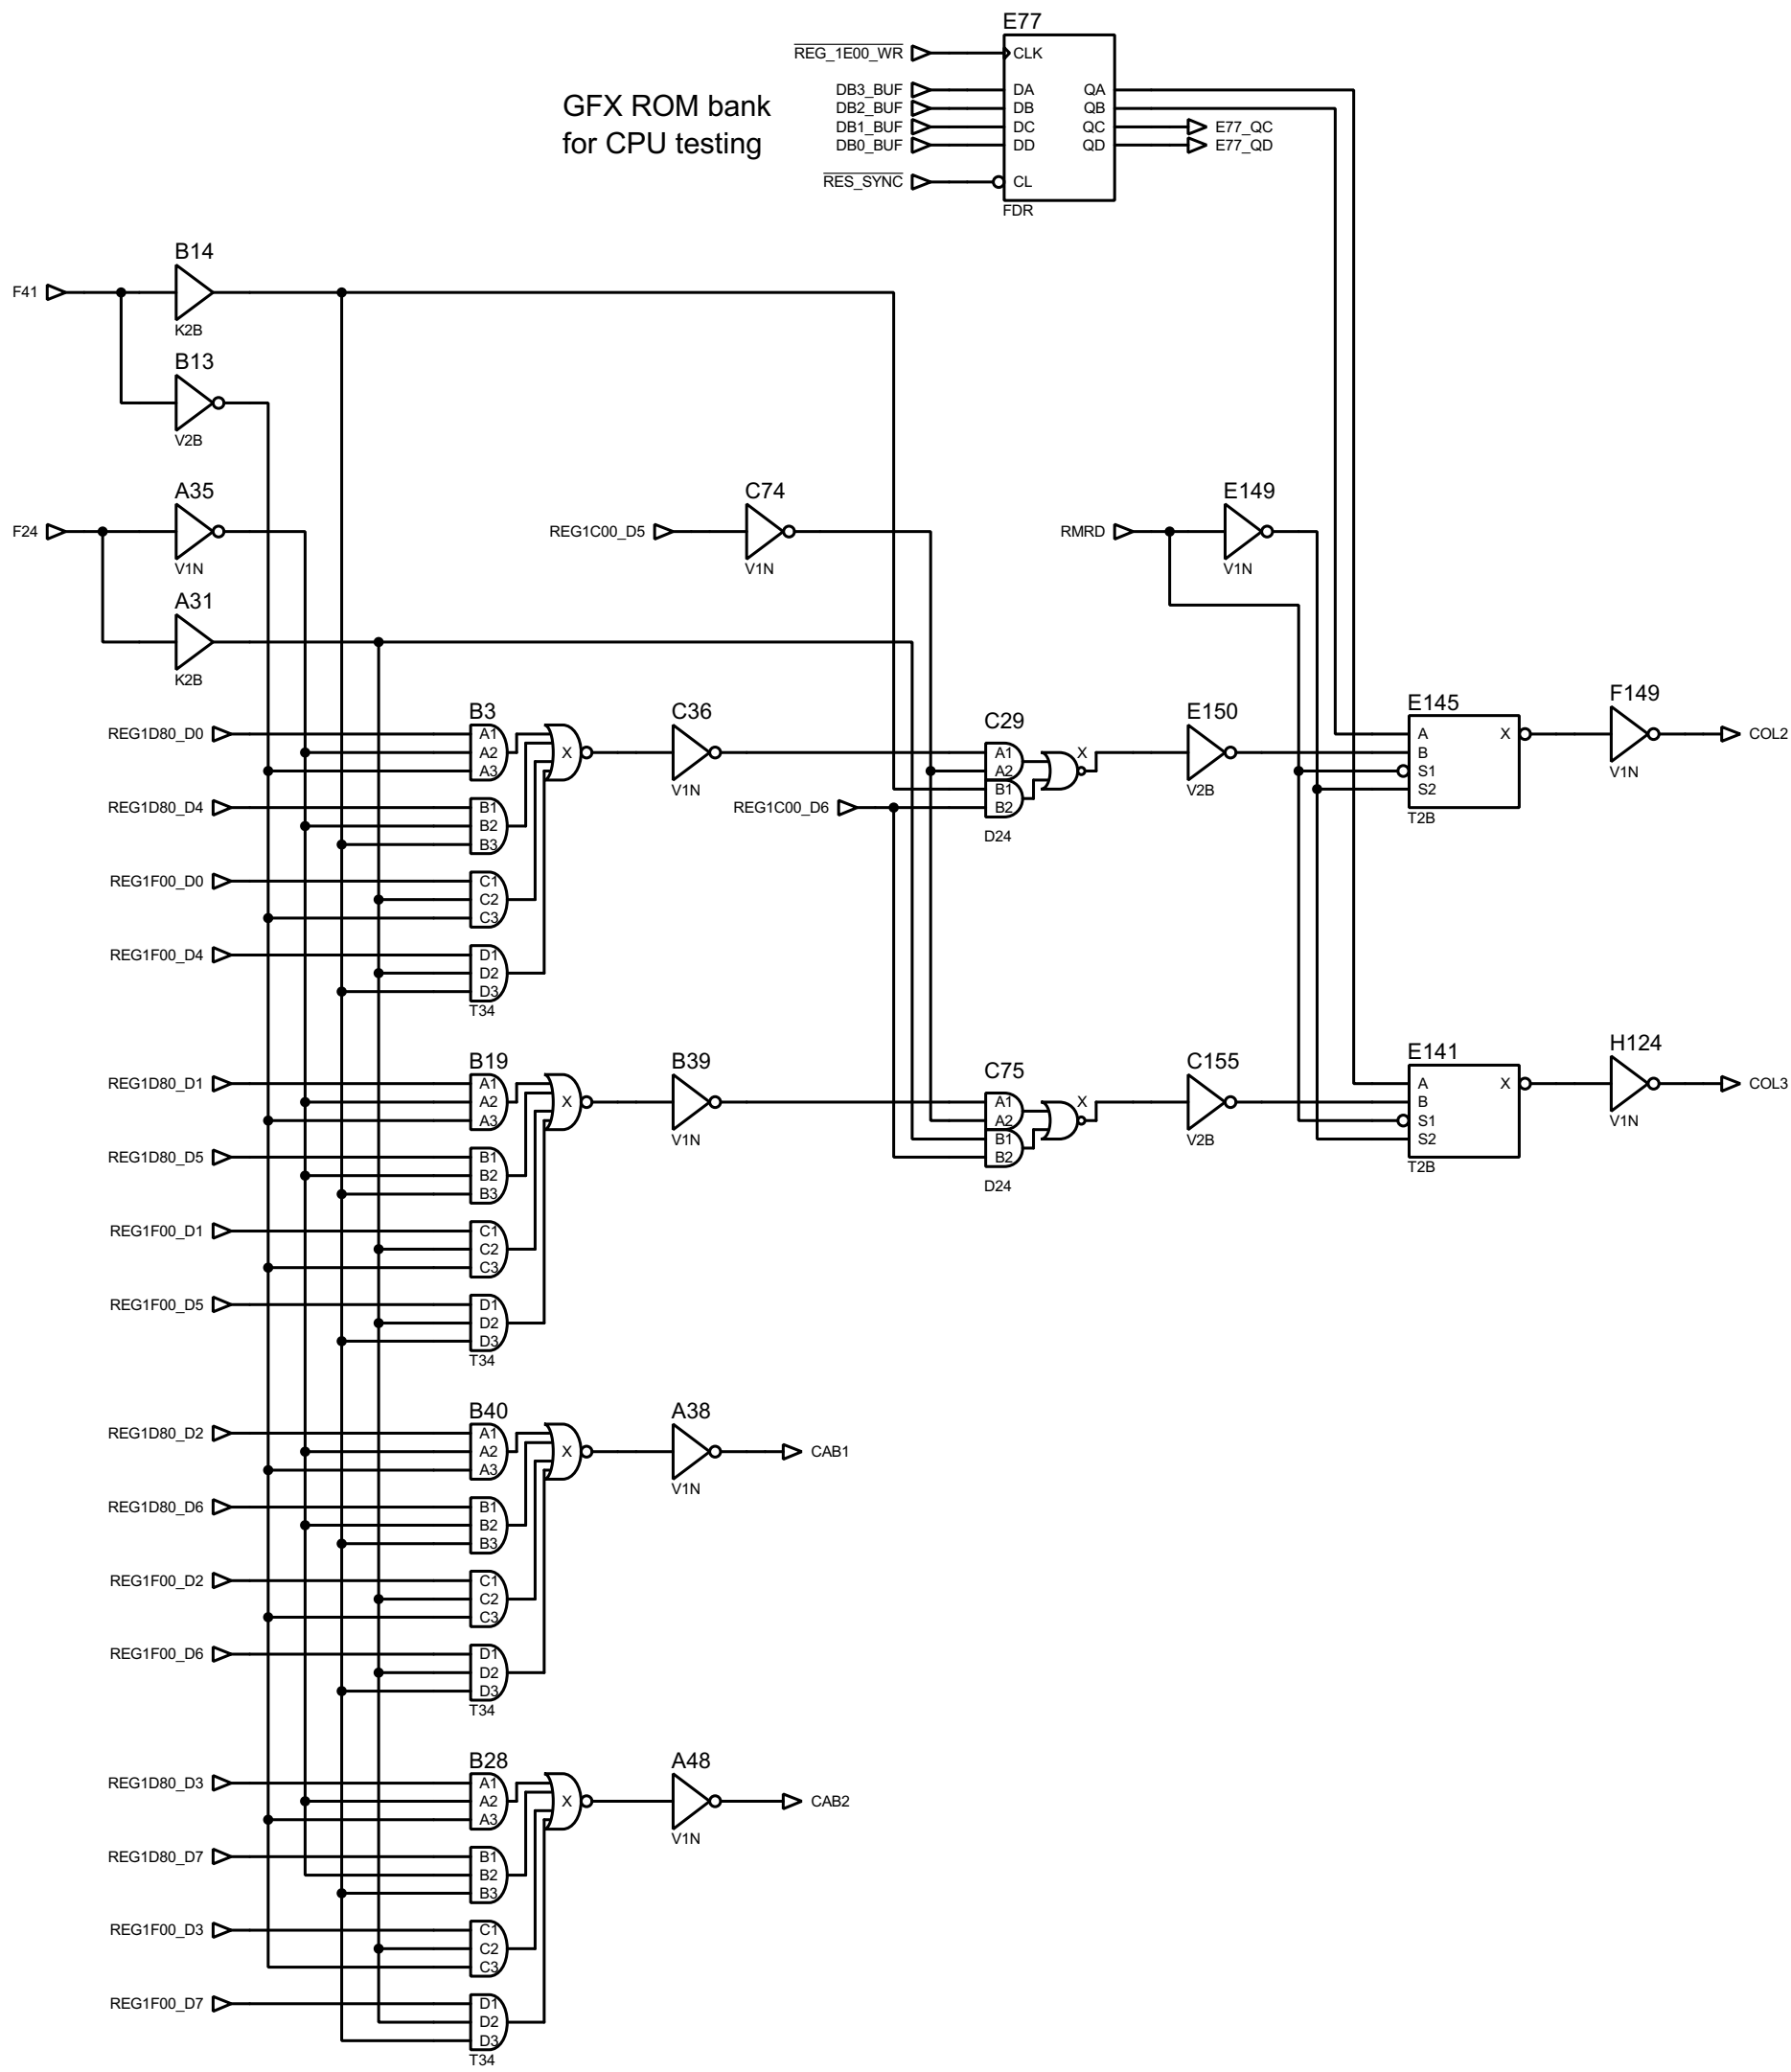 E77
REG_1E00_WR
CLK
DB3_BUF
DA
QA
DB2_BUF
DB
QB
DB1_BUF
DC
QC
E77_QC
DB0_BUF
DD
QD
E77_QD
RES_SYNC
CL
FDR
GFX ROM bank
for CPU testing
B14
F41
K2B
B13
V2B
A35
F24
V1N
A31
K2B
C74
REG1C00_D5
V1N
E149
RMRD
V1N
B3
REG1D80_D0
A1
A2
A3
X
REG1D80_D4
B1
B2
B3
REG1F00_D0
C1
C2
C3
REG1F00_D4
D1
D2
D3
T34
C36
V1N
REG1C00_D6
C29
A1
A2
B1
B2
X
D24
E150
V2B
E145
A
B
S1
S2
X
T2B
F149
V1N
COL2
B19
REG1D80_D1
A1
A2
A3
X
REG1D80_D5
B1
B2
B3
REG1F00_D1
C1
C2
C3
REG1F00_D5
D1
D2
D3
T34
B39
V1N
C75
A1
A2
B1
B2
X
D24
C155
V2B
E141
A
B
S1
S2
X
T2B
H124
V1N
COL3
B40
REG1D80_D2
A1
A2
A3
X
REG1D80_D6
B1
B2
B3
REG1F00_D2
C1
C2
C3
REG1F00_D6
D1
D2
D3
T34
A38
V1N
CAB1
B28
REG1D80_D3
A1
A2
A3
X
REG1D80_D7
B1
B2
B3
REG1F00_D3
C1
C2
C3
REG1F00_D7
D1
D2
D3
T34
A48
V1N
CAB2